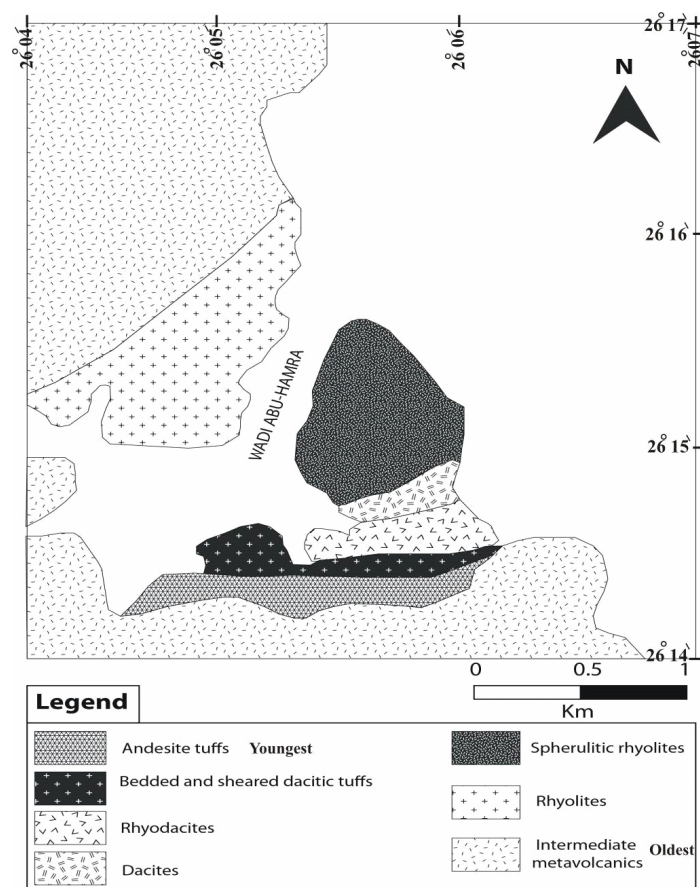 26° 04`
26° 05`
26° 06`
26° 07`
26° 17`
N
26° 16`
WADI ABU-HAMRA
26° 15`
26° 14`
0 0.5 1
Km
Legend
Andesite tuffs Youngest
Bedded and sheared dacitic tuffs
Rhyodacites
Dacites
Spherulitic rhyolites
Rhyolites
Intermediate Oldest
metavolcanics